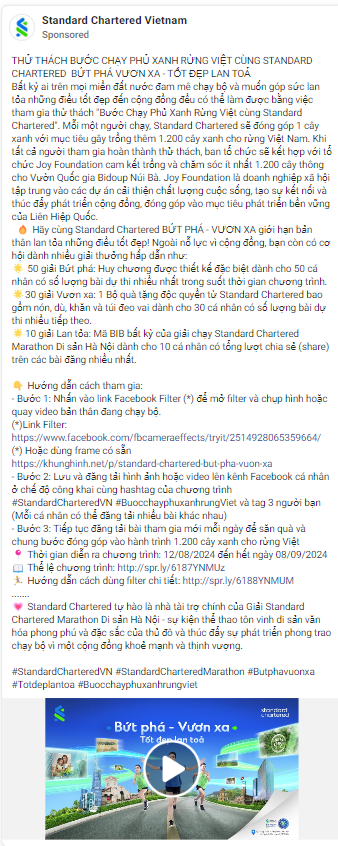 Standard Chartered Vietnam
Sponsored
THỬ THÁCH BƯỚC CHẠY PHỦ XANH RỪNG VIỆT CÙNG STANDARD
CHARTERED BỨT PHÁ VƯƠN XA - TỐT ĐẸP LAN TOẢ
Bất kỳ ai trên mọi miền đất nước đam mê chạy bộ và muốn góp sức lan
tỏa những điều tốt đẹp đến cộng đồng đều có thể làm được bằng việc
tham gia thử thách "Bước Chạy Phủ Xanh Rừng Việt cùng Standard
Chartered". Mỗi một người chạy, Standard Chartered sẽ đóng góp 1 cây
xanh với mục tiêu gây trồng thêm 1.200 cây xanh cho rừng Việt Nam. Khi
tất cả người tham gia hoàn thành thử thách, ban tổ chức sẽ kết hợp với tổ
chức Joy Foundation cam kết trồng và chăm sóc ít nhất 1.200 cây thông
cho Vườn Quốc gia Bidoup Núi Bà. Joy Foundation là doanh nghiệp xã hội
tập trung vào các dự án cải thiện chất lượng cuộc sống, tạo sự kết nối và
thúc đẩy phát triển cộng đồng, đóng góp vào mục tiêu phát triển bền vững
của Liên Hiệp Quốc.
🔥 Hãy cùng Standard Chartered BỨT PHÁ - VƯƠN XA giới hạn bản
thân lan tỏa những điều tốt đẹp! Ngoài nỗ lực vì cộng đồng, bạn còn có cơ
hội dành nhiều giải thưởng hấp dẫn như:
🌟 50 giải Bứt phá: Huy chương được thiết kế đặc biệt dành cho 50 cá
nhân có số lượng bài dự thi nhiều nhất trong suốt thời gian chương trình.
🌟30 giải Vươn xa: 1 Bộ quà tặng độc quyền từ Standard Chartered bao
gồm nón, dù, khăn và túi đeo vai dành cho 30 cá nhân có số lượng bài dự
thi nhiều tiếp theo.
🌟10 giải Lan tỏa: Mã BIB bất kỳ của giải chạy Standard Chartered
Marathon Di sản Hà Nội dành cho 10 cá nhân có tổng lượt chia sẻ (share)
trên các bài đăng nhiều nhất.
👇 Hướng dẫn cách tham gia:
- Bước 1: Nhấn vào link Facebook Filter (*) để mở filter và chụp hình hoặc
quay video bản thân đang chạy bộ.
(*)Link Filter:
https://www.facebook.com/fbcameraeffects/tryit/2514928065359664/
(*) Hoặc dùng frame có sẵn
https://khunghinh.net/p/standard-chartered-but-pha-vuon-xa
- Bước 2: Lưu và đăng tải hình ảnh hoặc video lên kênh Facebook cá nhân
ở chế độ công khai cùng hashtag của chương trình
#StandardCharteredVN #BuocchayphuxanhrungViet và tag 3 người bạn
(Mỗi cá nhân có thể đăng tải nhiều bài khác nhau)
- Bước 3: Tiếp tục đăng tải bài tham gia mới mỗi ngày để săn quà và
chung bước đóng góp vào hành trình 1.200 cây xanh cho rừng Việt
📍 Thời gian diễn ra chương trình: 12/08/2024 đến hết ngày 08/09/2024
📖 Thể lệ chương trình: http://spr.ly/6187YNMUz
🏃 Hướng dẫn cách dùng filter chi tiết: http://spr.ly/6188YNMUM
.......
💗 Standard Chartered tự hào là nhà tài trợ chính của Giải Standard
Chartered Marathon Di sản Hà Nội - sự kiện thể thao tôn vinh di sản văn
hóa phong phú và đặc sắc của thủ đô và thúc đẩy sự phát triển phong trào
chạy bộ vì một cộng đồng khoẻ mạnh và thịnh vượng.
#StandardCharteredVN #StandardCharteredMarathon #Butphavuonxa
#Totdeplantoa #Buocchayphuxanhrungviet
standard
chartered
Bứt phá - Vươn xa
Tốt đẹp lan toả